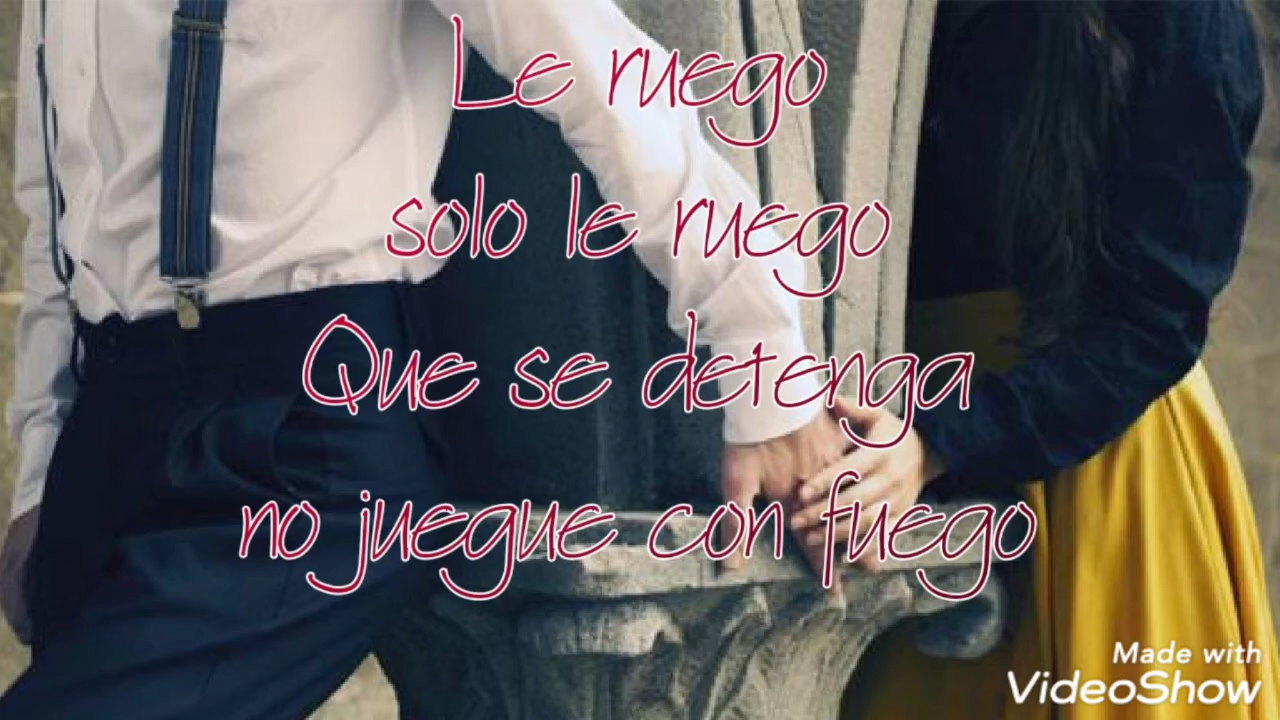 Le ruego
solo le ruego
Que se detenga
no juegue con fuego
Made with
VideoShow